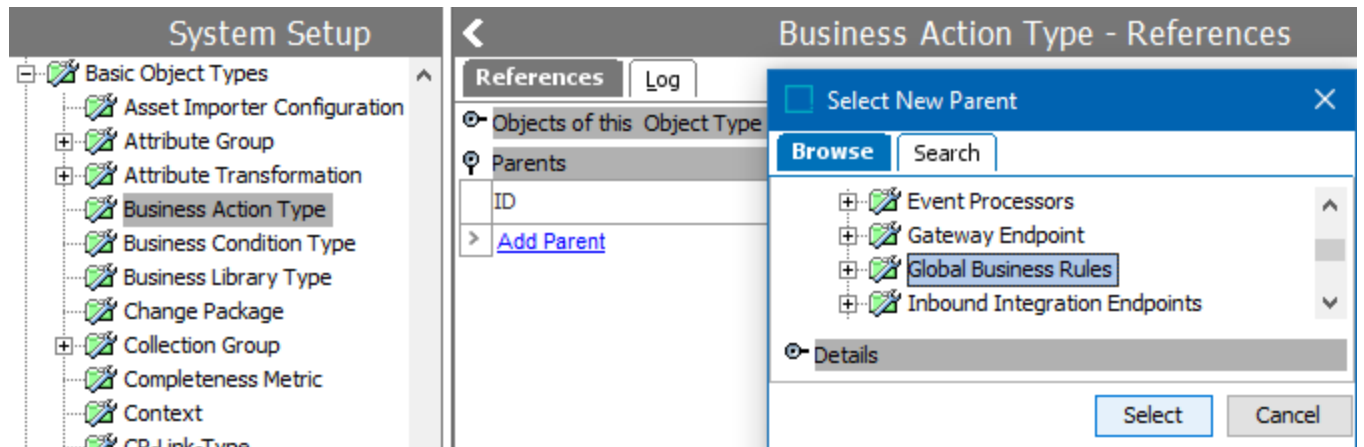 System Setup
Basic Object Types
Asset Importer Configuration
Attribute Group
Attribute Transformation
Business Action Type
Business Condition Type
Business Library Type
Change Package
Collection Group
Completeness Metric
Context
CP-Link-Type
Business Action Type - References
References
Log
Objects of this Object Type
Parents
ID
> Add Parent
Select New Parent
Browse
Search
Event Processors
Gateway Endpoint
Global Business Rules
Inbound Integration Endpoints
Details
Select
Cancel